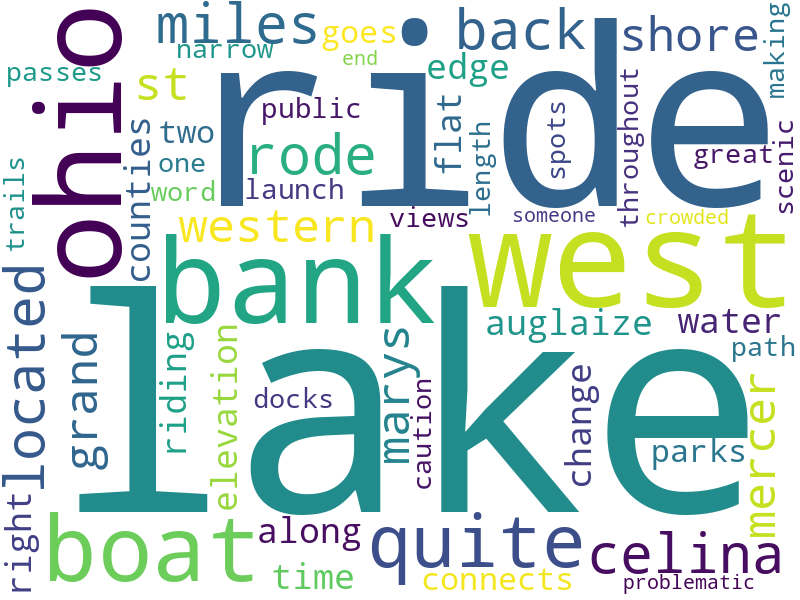 miles
goes
back
shore
making
narrow
end
edge
passes
st
ohio
ride
public
two
flat
counties
rode
length
spots
throughout
great
scenic
one
word
launch
trails
views
someone
crowded
western
west
bank
located
lake
auglaize
water
grand
riding
elevation
marys
path
docks
caution
change
parks
mercer
right
boat
along
quite
celina
time
connects
problematic